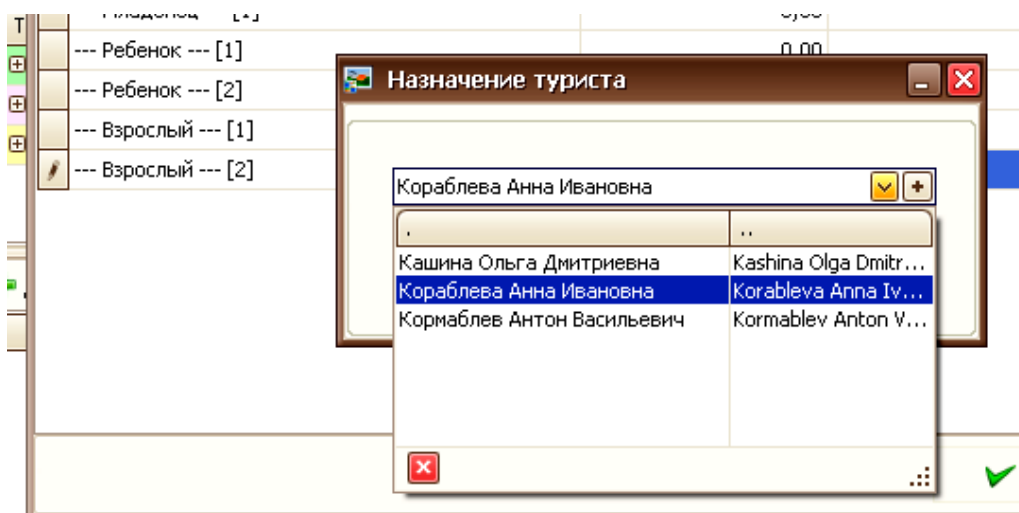 Т
--- Ребенок --- [1] 0,00
--- Ребенок --- [2]
--- Взрослый --- [1]
--- Взрослый --- [2]
Назначение туриста
Кораблева Анна Ивановна
. ..
Кашина Ольга Дмитриевна Kashina Olga Dmitr...
Кораблева Анна Ивановна Korableva Anna Iv...
Кормаблев Антон Васильевич Kormablev Anton V...